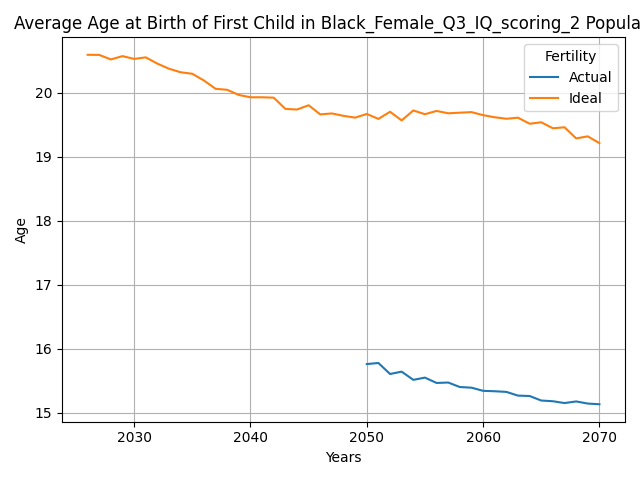 Average Age at Birth of First Child in Black_Female_Q3_IQ_scoring_2 Popula
Fertility
Actual
Ideal
20
19
18
17
16
15
Age
2030
2040
2050
2060
2070
Years